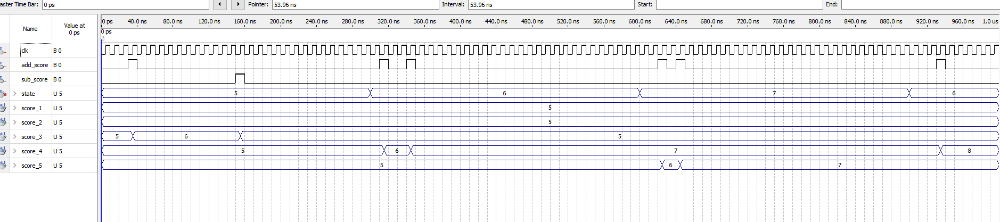 aster Time Bar: 0 ps Pointer: 53.96 ns Interval: 53.96 ns Start: End:
Name Value at 0 ps
0 ps 40.0 ns 80.0 ns 120.0 ns 160.0 ns 200.0 ns 240.0 ns 280.0 ns 320.0 ns 360.0 ns 400.0 ns 440.0 ns 480.0 ns 520.0 ns 560.0 ns 600.0 ns 640.0 ns 680.0 ns 720.0 ns 760.0 ns 800.0 ns 840.0 ns 880.0 ns 920.0 ns 960.0 ns 1.0 us
0 ps
clk B 0
add_score B 0
sub_score B 0
state U 5 5 6 7 6
score_1 U 5 5
score_2 U 5 5
score_3 U 5 5 6 5
score_4 U 5 5 6 7 8
score_5 U 5 5 6 7